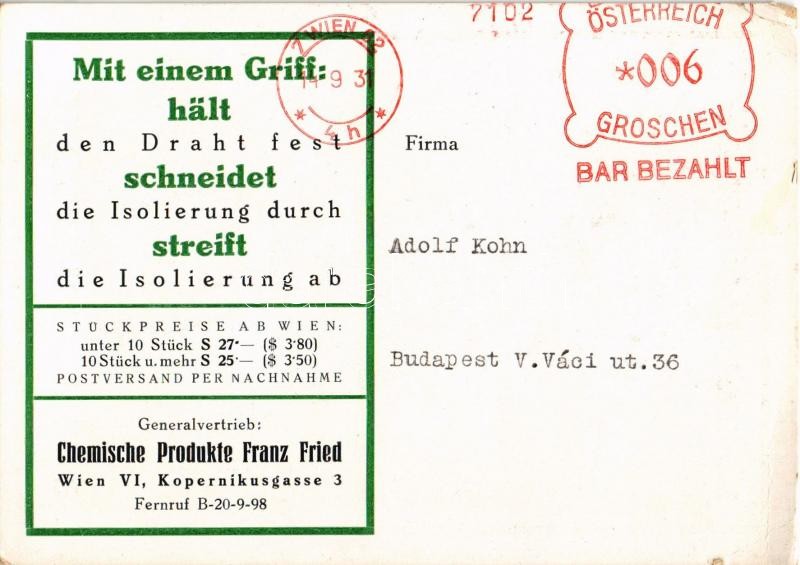 Mit einem Griff:
hält
den Draht fest
schneidet
die Isolierung durch
streift
die Isolierung ab
STÜCKPREISE AB WIEN:
unter 10 Stück S 27·— ($ 3·80)
10 Stück u. mehr S 25·— ($ 3·50)
POSTVERSAND PER NACHNAHME
Generalvertrieb:
Chemische Produkte Franz Fried
Wien VI, Kopernikusgasse 3
Fernruf B-20-9-98
WIEN
9 31
* 4 h *
7102
ÖSTERREICH
*006
GROSCHEN
BAR BEZAHLT
Firma
Adolf Kohn
Budapest V.Váci ut.36